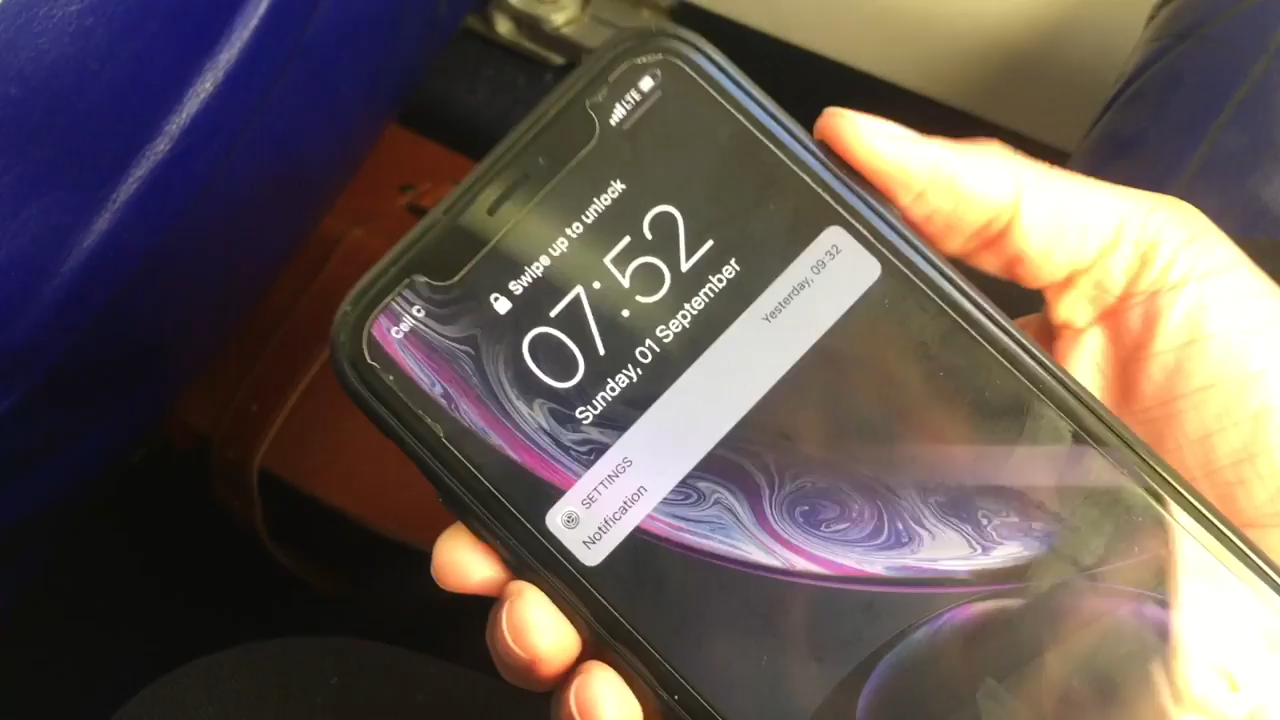 Cell C
LTE
Swipe up to unlock
07:52
Sunday, 01 September
SETTINGS
Yesterday, 09:32
Notification